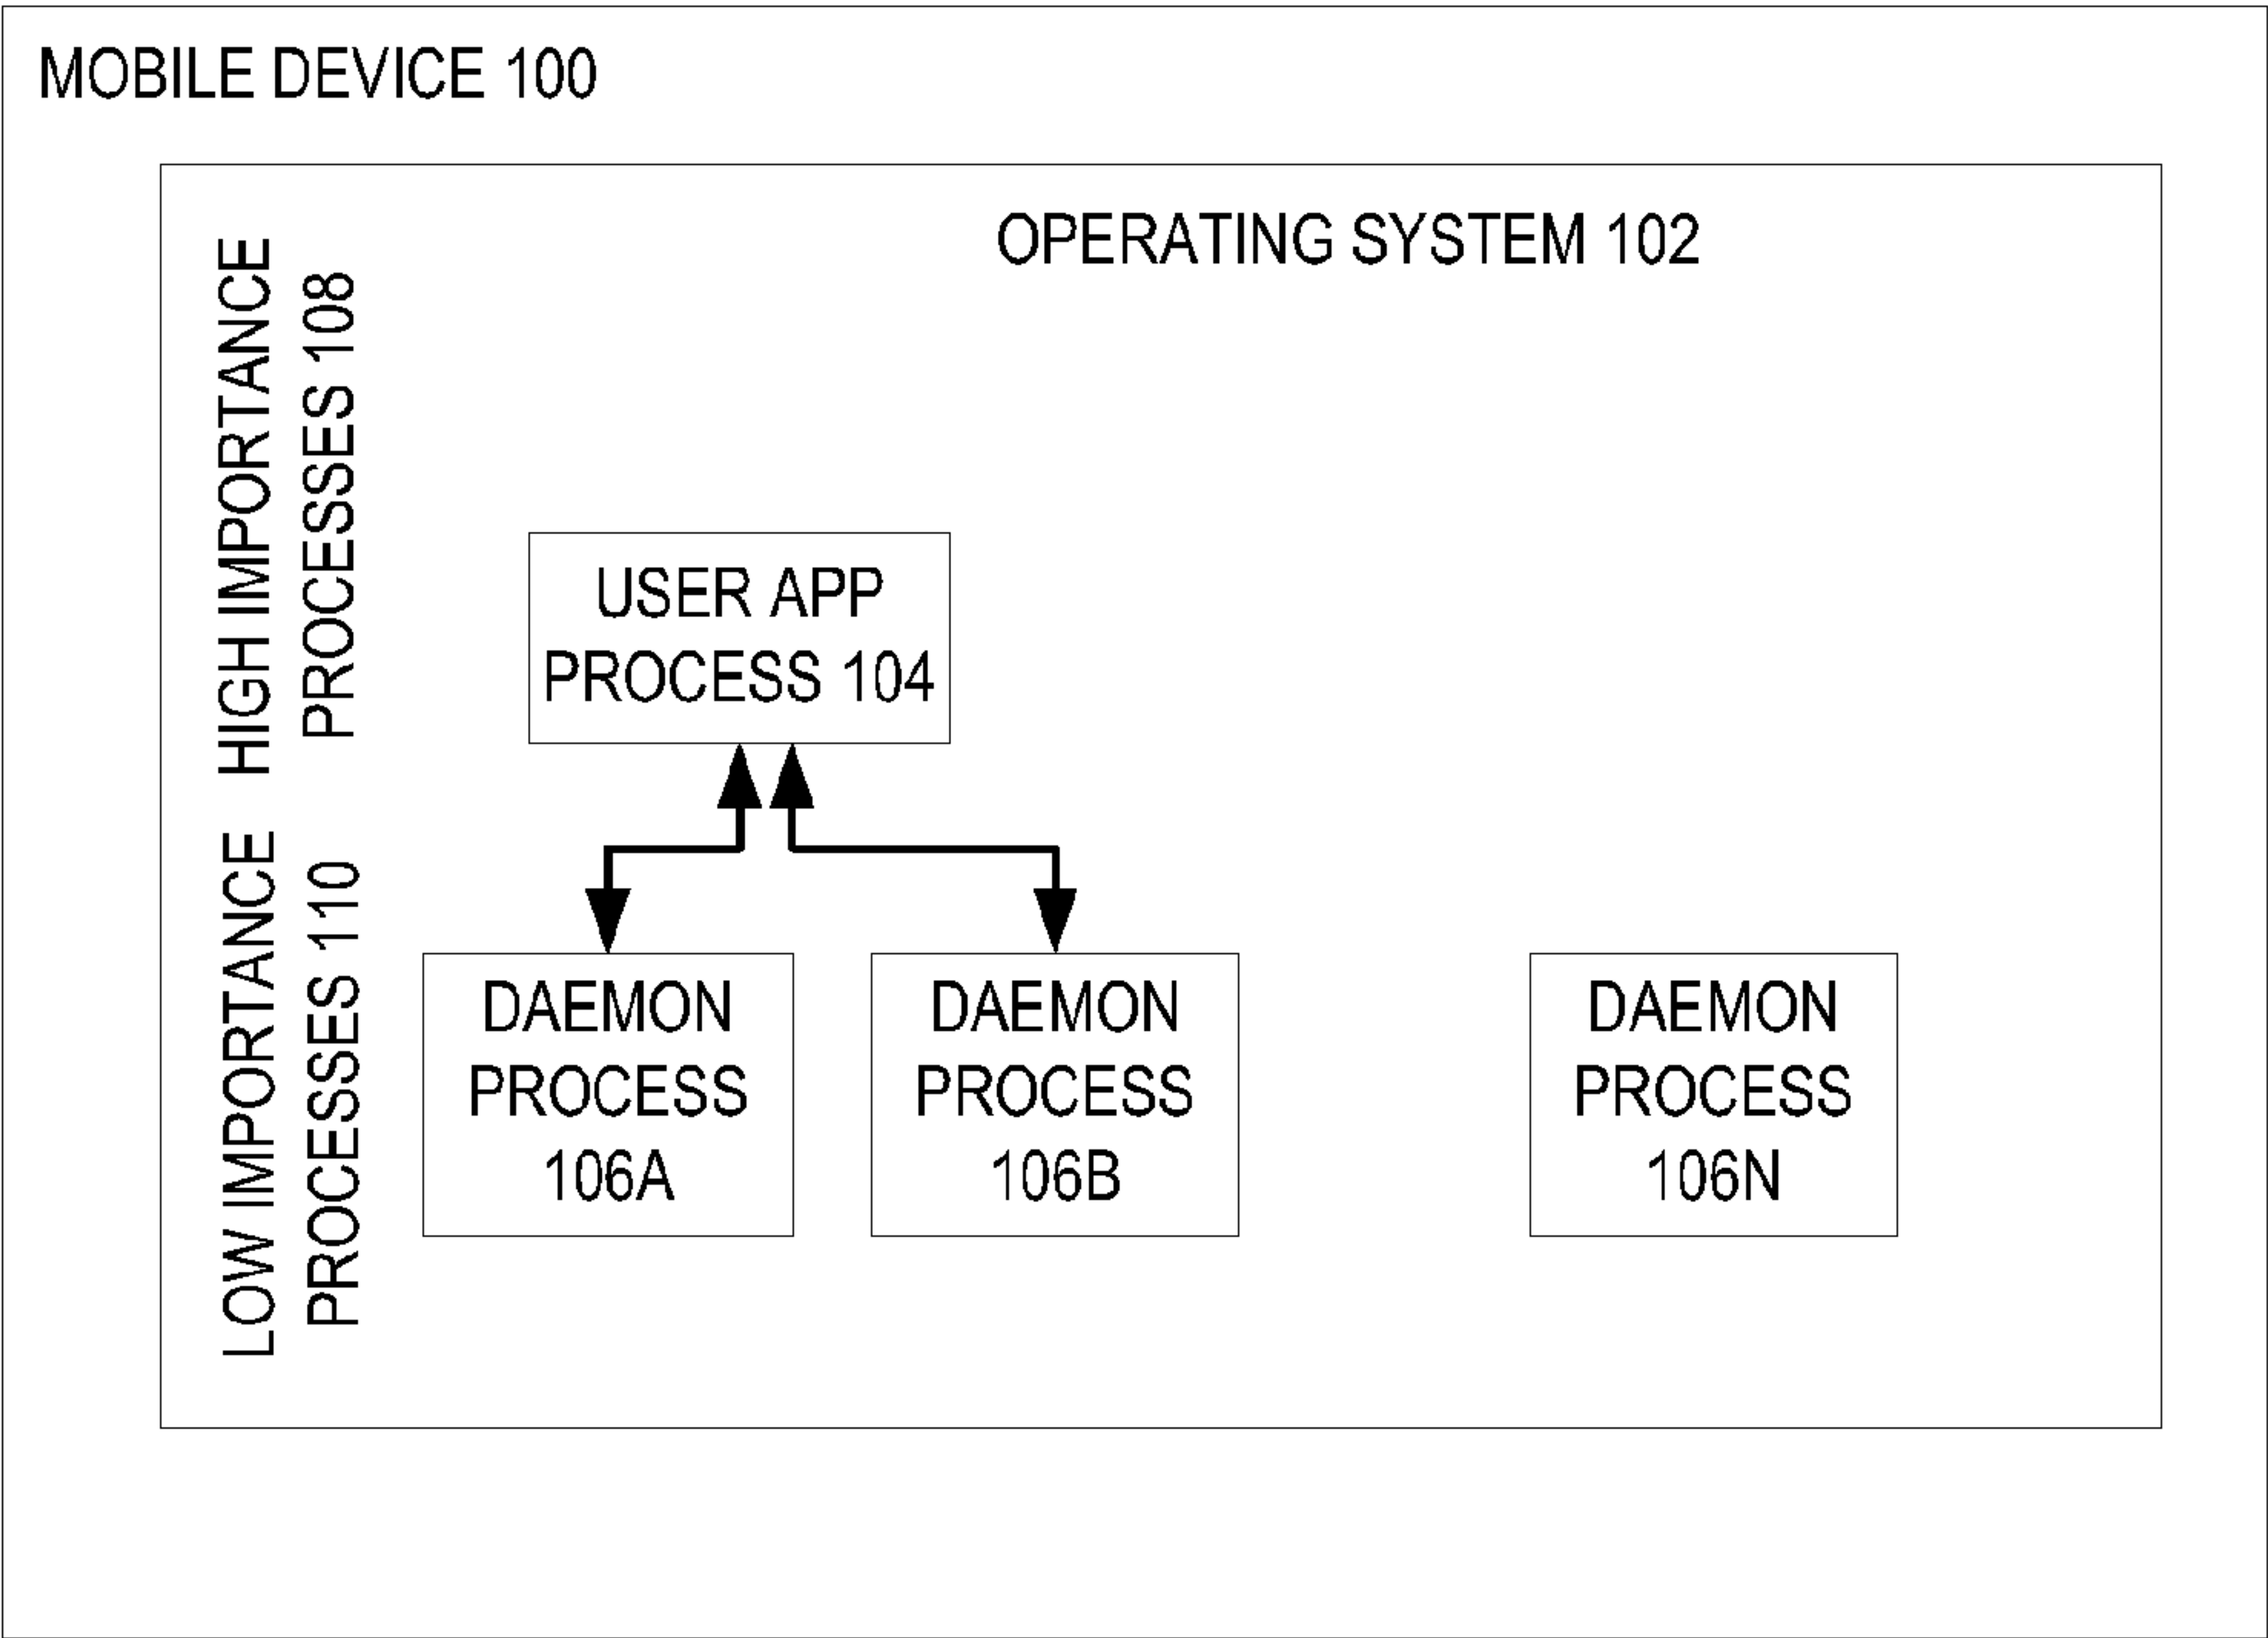 MOBILE DEVICE 100
OPERATING SYSTEM 102
HIGH IMPORTANCE
PROCESSES 108
USER APP
PROCESS 104
LOW IMPORTANCE
PROCESSES 110
DAEMON
PROCESS
106A
DAEMON
PROCESS
106B
DAEMON
PROCESS
106N